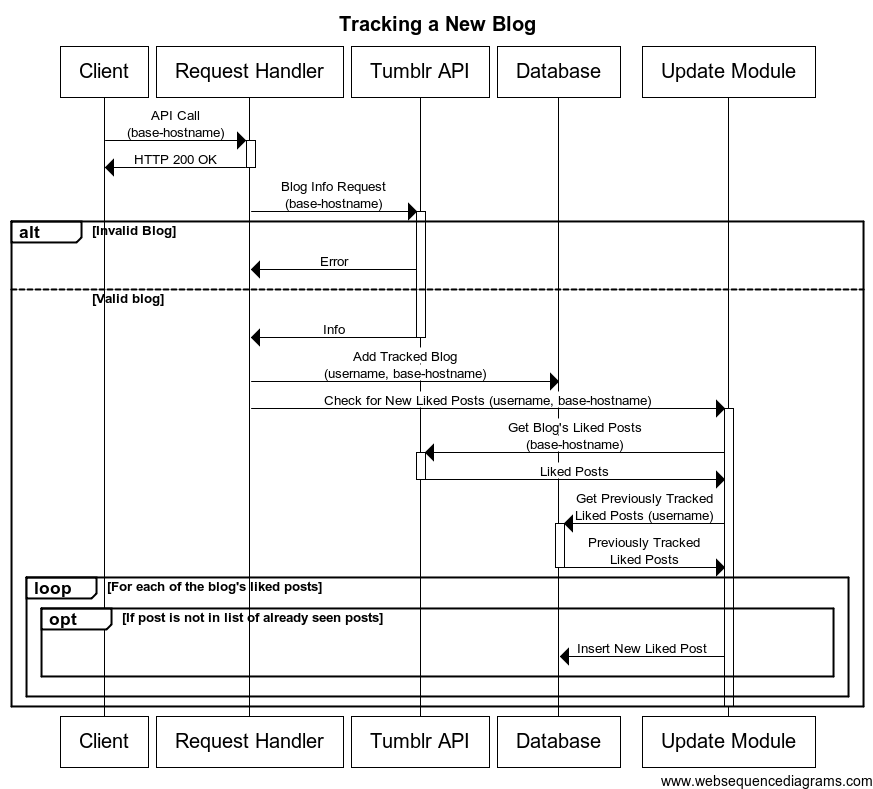 Tracking a New Blog
Client
Request Handler
Tumblr API
Database
Update Module
API Call
(base-hostname)
HTTP 200 OK
Blog Info Request
(base-hostname)
alt
[Invalid Blog]
Error
[Valid blog]
Info
Add Tracked Blog
(username, base-hostname)
Check for New Liked Posts (username, base-hostname)
Get Blog's Liked Posts
(base-hostname)
Liked Posts
Get Previously Tracked
Liked Posts (username)
Previously Tracked
Liked Posts
loop
[For each of the blog's liked posts]
opt
[If post is not in list of already seen posts]
Insert New Liked Post
Client
Request Handler
Tumblr API
Database
Update Module
www.websequencediagrams.com